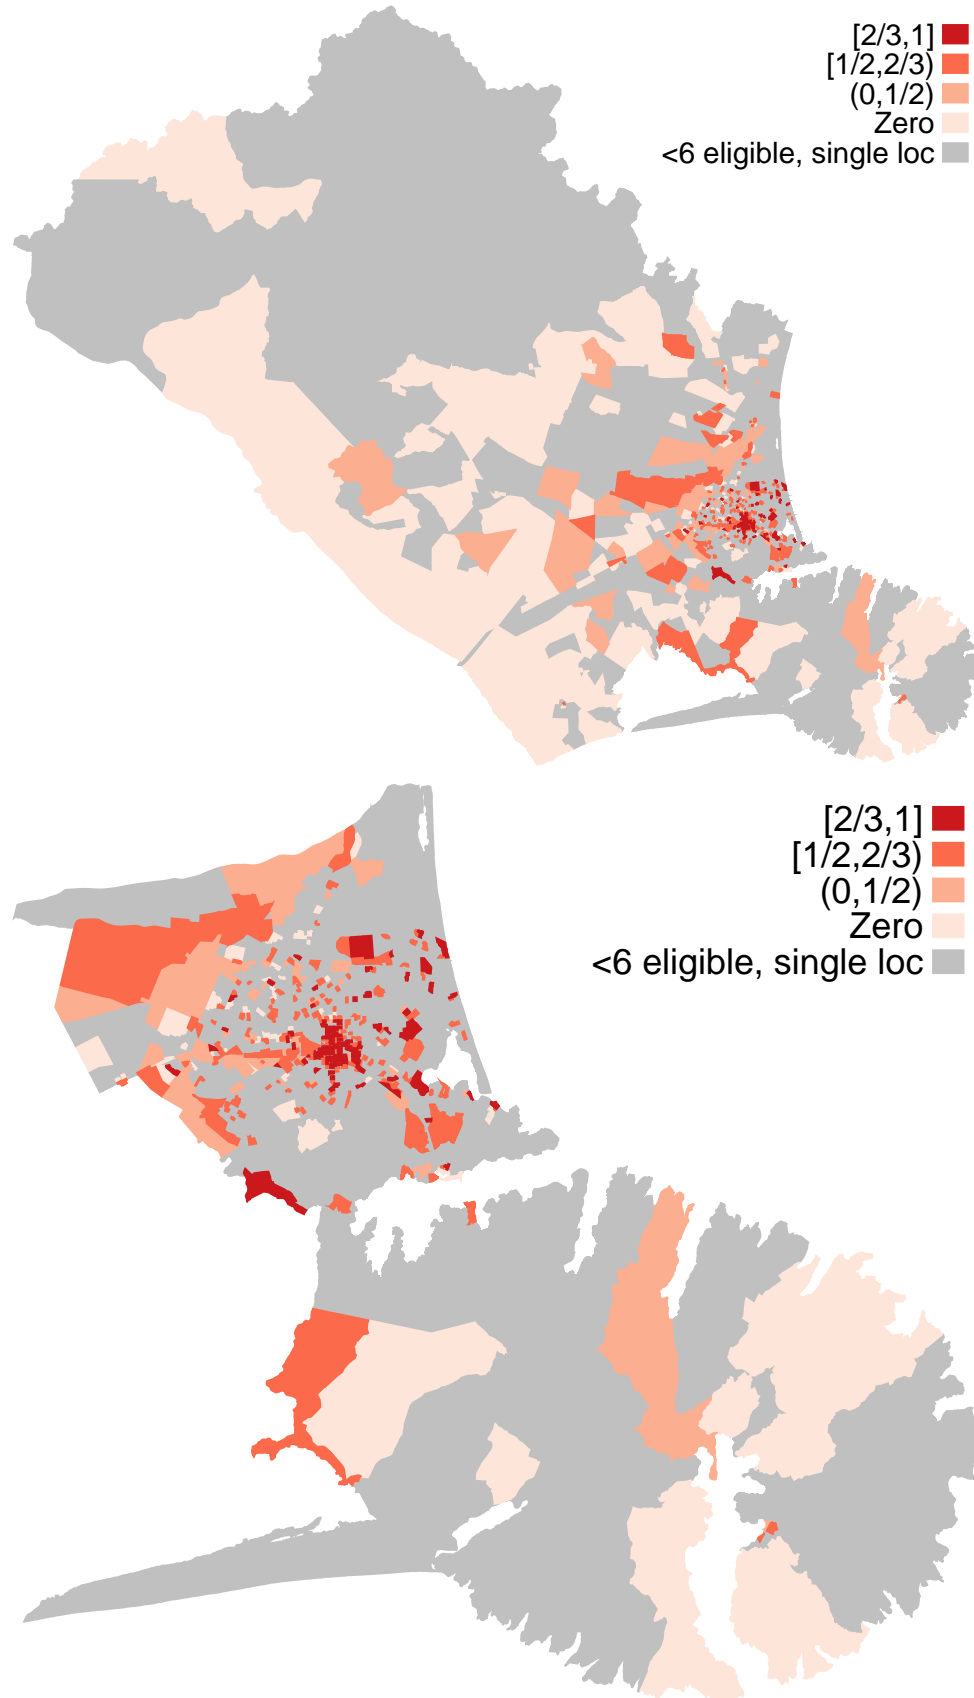 [2/3,1]
[1/2,2/3)
(0,1/2)
Zero
<6 eligible, single loc
[2/3,1]
[1/2,2/3)
(0,1/2)
Zero
<6 eligible, single loc